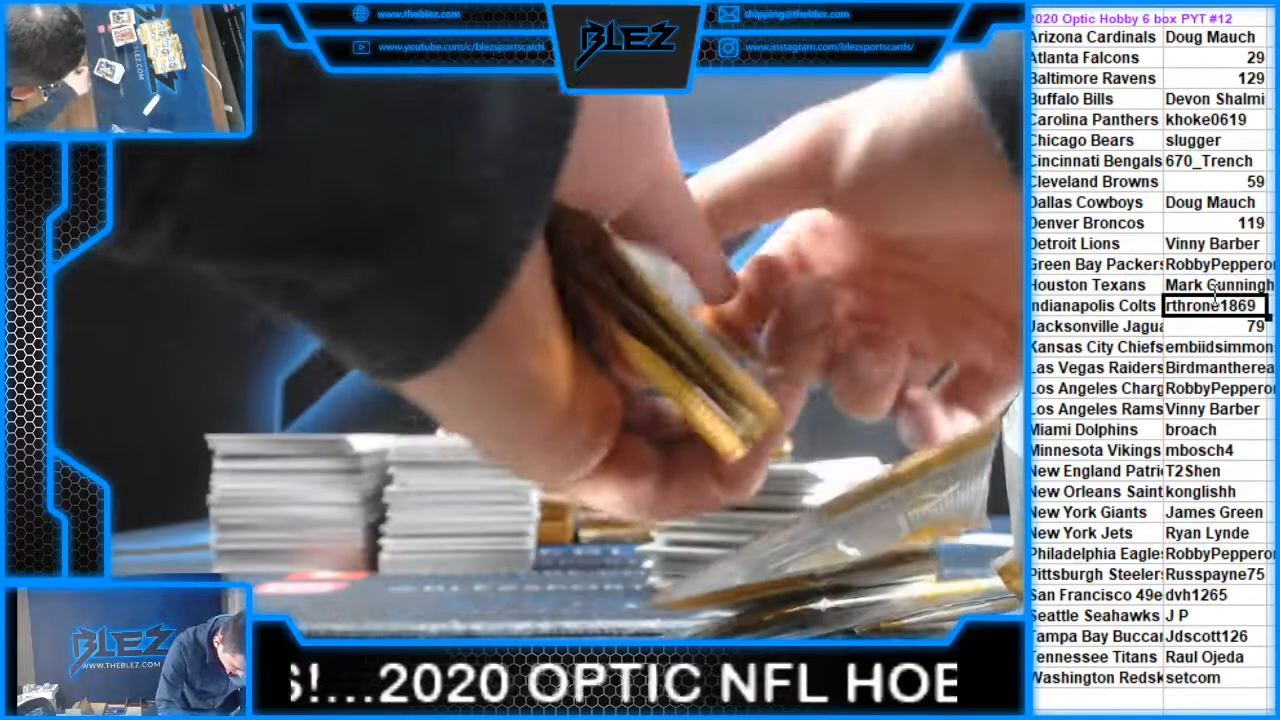 www.theblez.com
shipping@theblez.com
www.youtube.com/c/blezsportscards
www.instagram.com/blezsportscards/
BLEZ
2020 Optic Hobby 6 box PYT #12
Arizona Cardinals Doug Mauch
Atlanta Falcons 29
Baltimore Ravens 129
Buffalo Bills Devon Shalmi
Carolina Panthers khoke0619
Chicago Bears slugger
Cincinnati Bengals 670_Trench
Cleveland Browns 59
Dallas Cowboys Doug Mauch
Denver Broncos 119
Detroit Lions Vinny Barber
Green Bay Packers RobbyPepperon
Houston Texans Mark Gunningh
Indianapolis Colts rthrone1869
Jacksonville Jagua 79
Kansas City Chiefs embiidsimmon
Las Vegas Raiders Birdmantherea
Los Angeles Charg RobbyPepperon
Los Angeles Rams Vinny Barber
Miami Dolphins broach
Minnesota Vikings mbosch4
New England Patri T2Shen
New Orleans Saint konglishh
New York Giants James Green
New York Jets Ryan Lynde
Philadelphia Eagle RobbyPepperon
Pittsburgh Steelers Russpayne75
San Francisco 49e dvh1265
Seattle Seahawks J P
Tampa Bay Buccar Jdscott126
Tennessee Titans Raul Ojeda
Washington Redsk setcom
BLEZ
WWW.THEBLEZ.COM
S!...2020 OPTIC NFL HOB